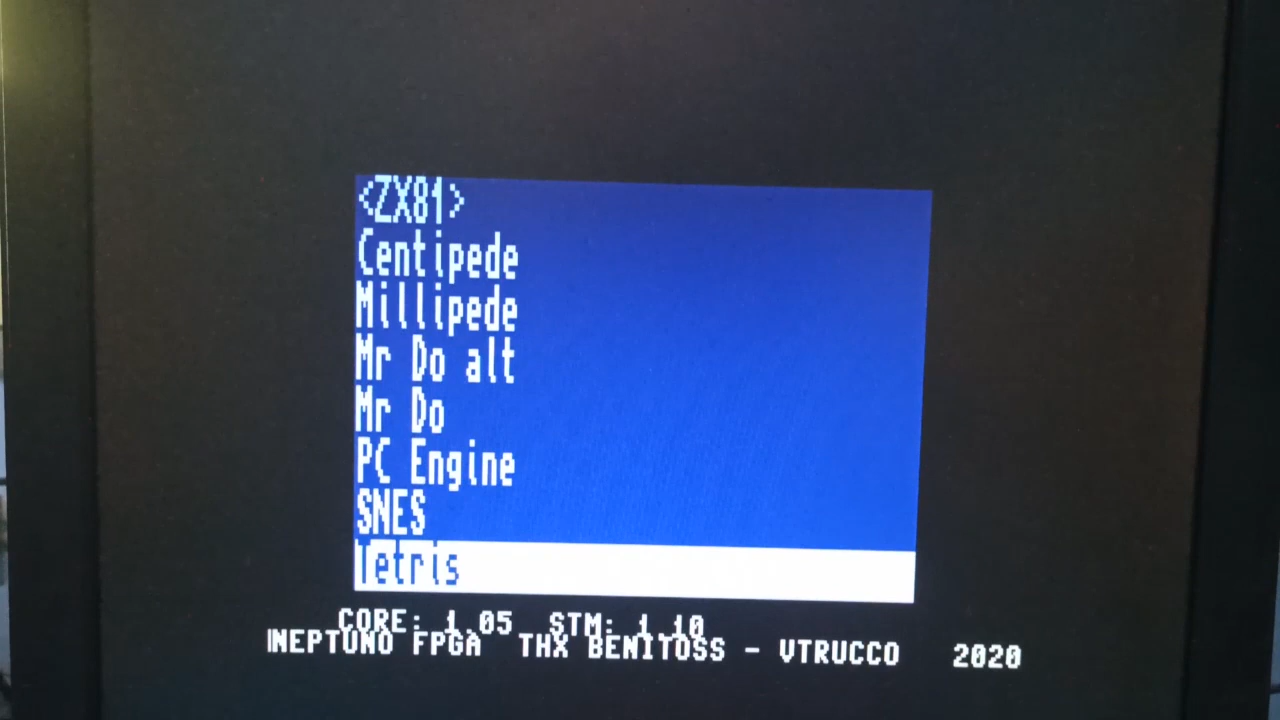 <ZX81>
Centipede
Millipede
Mr Do alt
Mr Do
PC Engine
SNES
Tetris
CORE: 1.05 STM: 1.10
NEPTUNO FPGA THX BENITOSS - VTRUCCO 2020